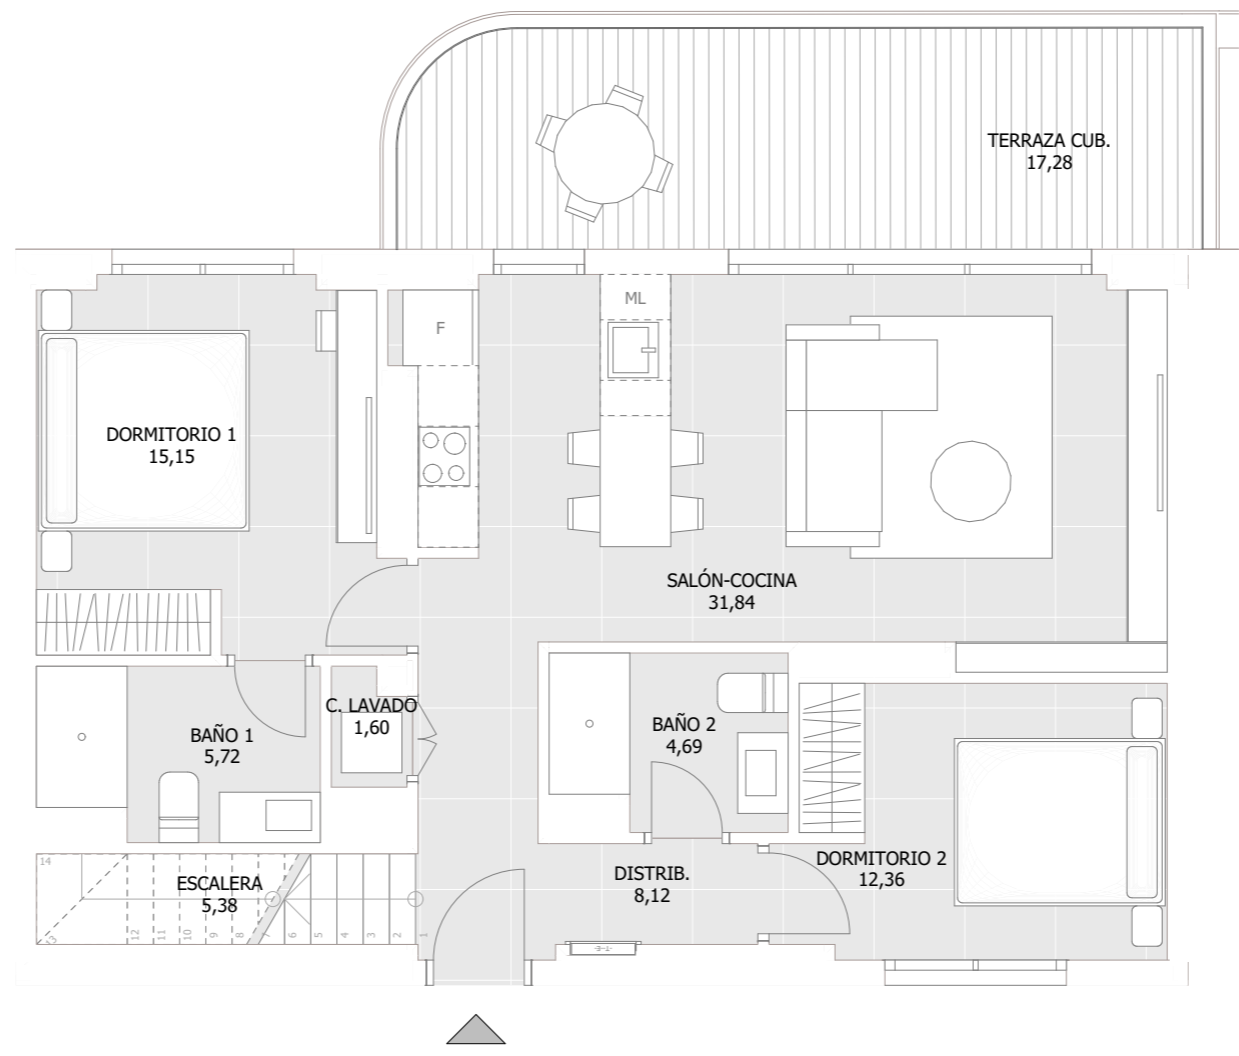 TERRAZA CUB.
17,28
ML
F
DORMITORIO 1
15,15
SALÓN-COCINA
31,84
C. LAVADO
1,60
BAÑO 1
5,72
BAÑO 2
4,69
DORMITORIO 2
12,36
DISTRIB.
8,12
ESCALERA
5,38
14
13
12
11
10
9
8
7
6
5
4
3
2
1